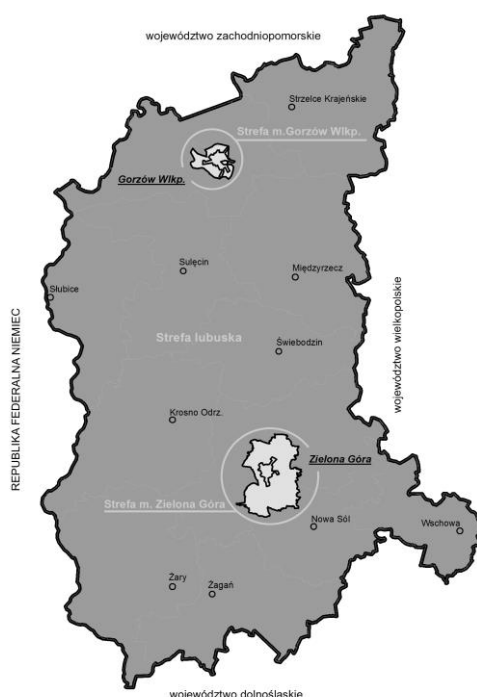 województwo zachodniopomorskie
Strzelce Krajeńskie
Strefa m.Gorzów Wlkp.
Gorzów Wlkp.
Sulęcin
Międzyrzecz
Słubice
REPUBLIKA FEDERALNA NIEMIEC
województwo wielkopolskie
Strefa lubuska
Świebodzin
Krosno Odrz.
Zielona Góra
Strefa m. Zielona Góra
Nowa Sól
Wschowa
Żary
Żagań
województwo dolnośląskie